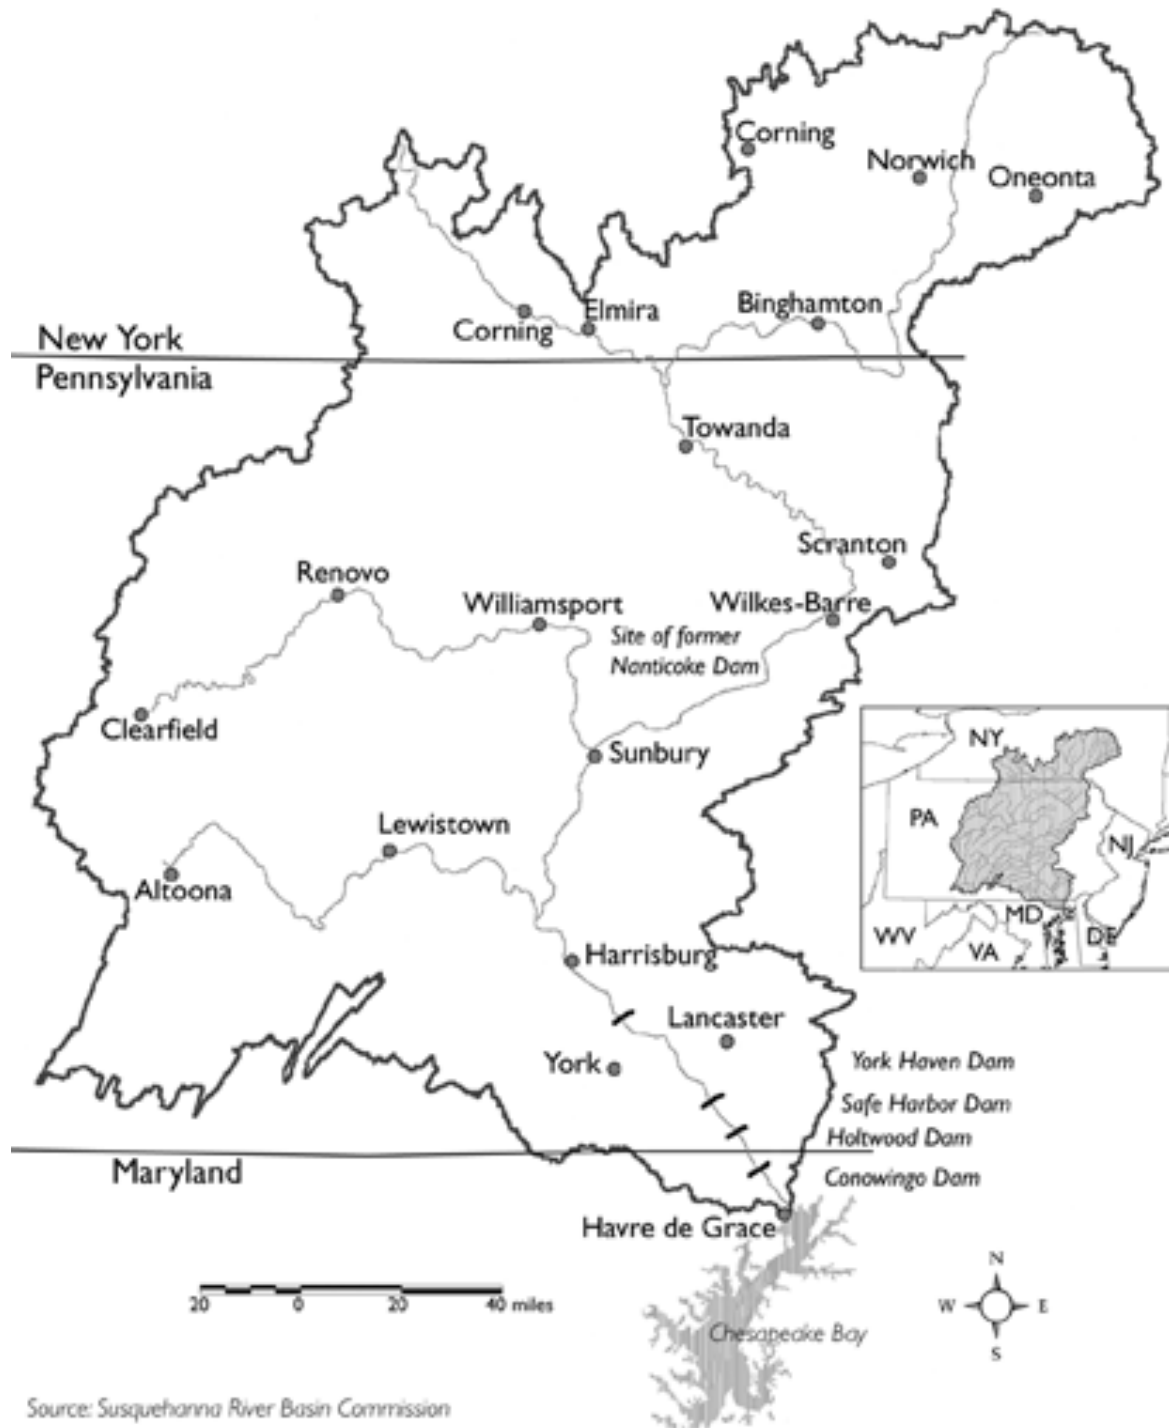 Corning
Norwich
Oneonta
Elmira
Binghamton
Corning
New York
Pennsylvania
Towanda
Scranton
Renovo
Williamsport
Wilkes-Barre
Site of former
Nanticoke Dam
Clearfield
Sunbury
NY
PA
NJ
MD
WV
VA
DE
Lewistown
Altoona
Harrisburg
Lancaster
York
York Haven Dam
Safe Harbor Dam
Holtwood Dam
Conowingo Dam
Maryland
Havre de Grace
20 0 20 40 miles
N
W E
S
Chesapeake Bay
Source: Susquehanna River Basin Commission